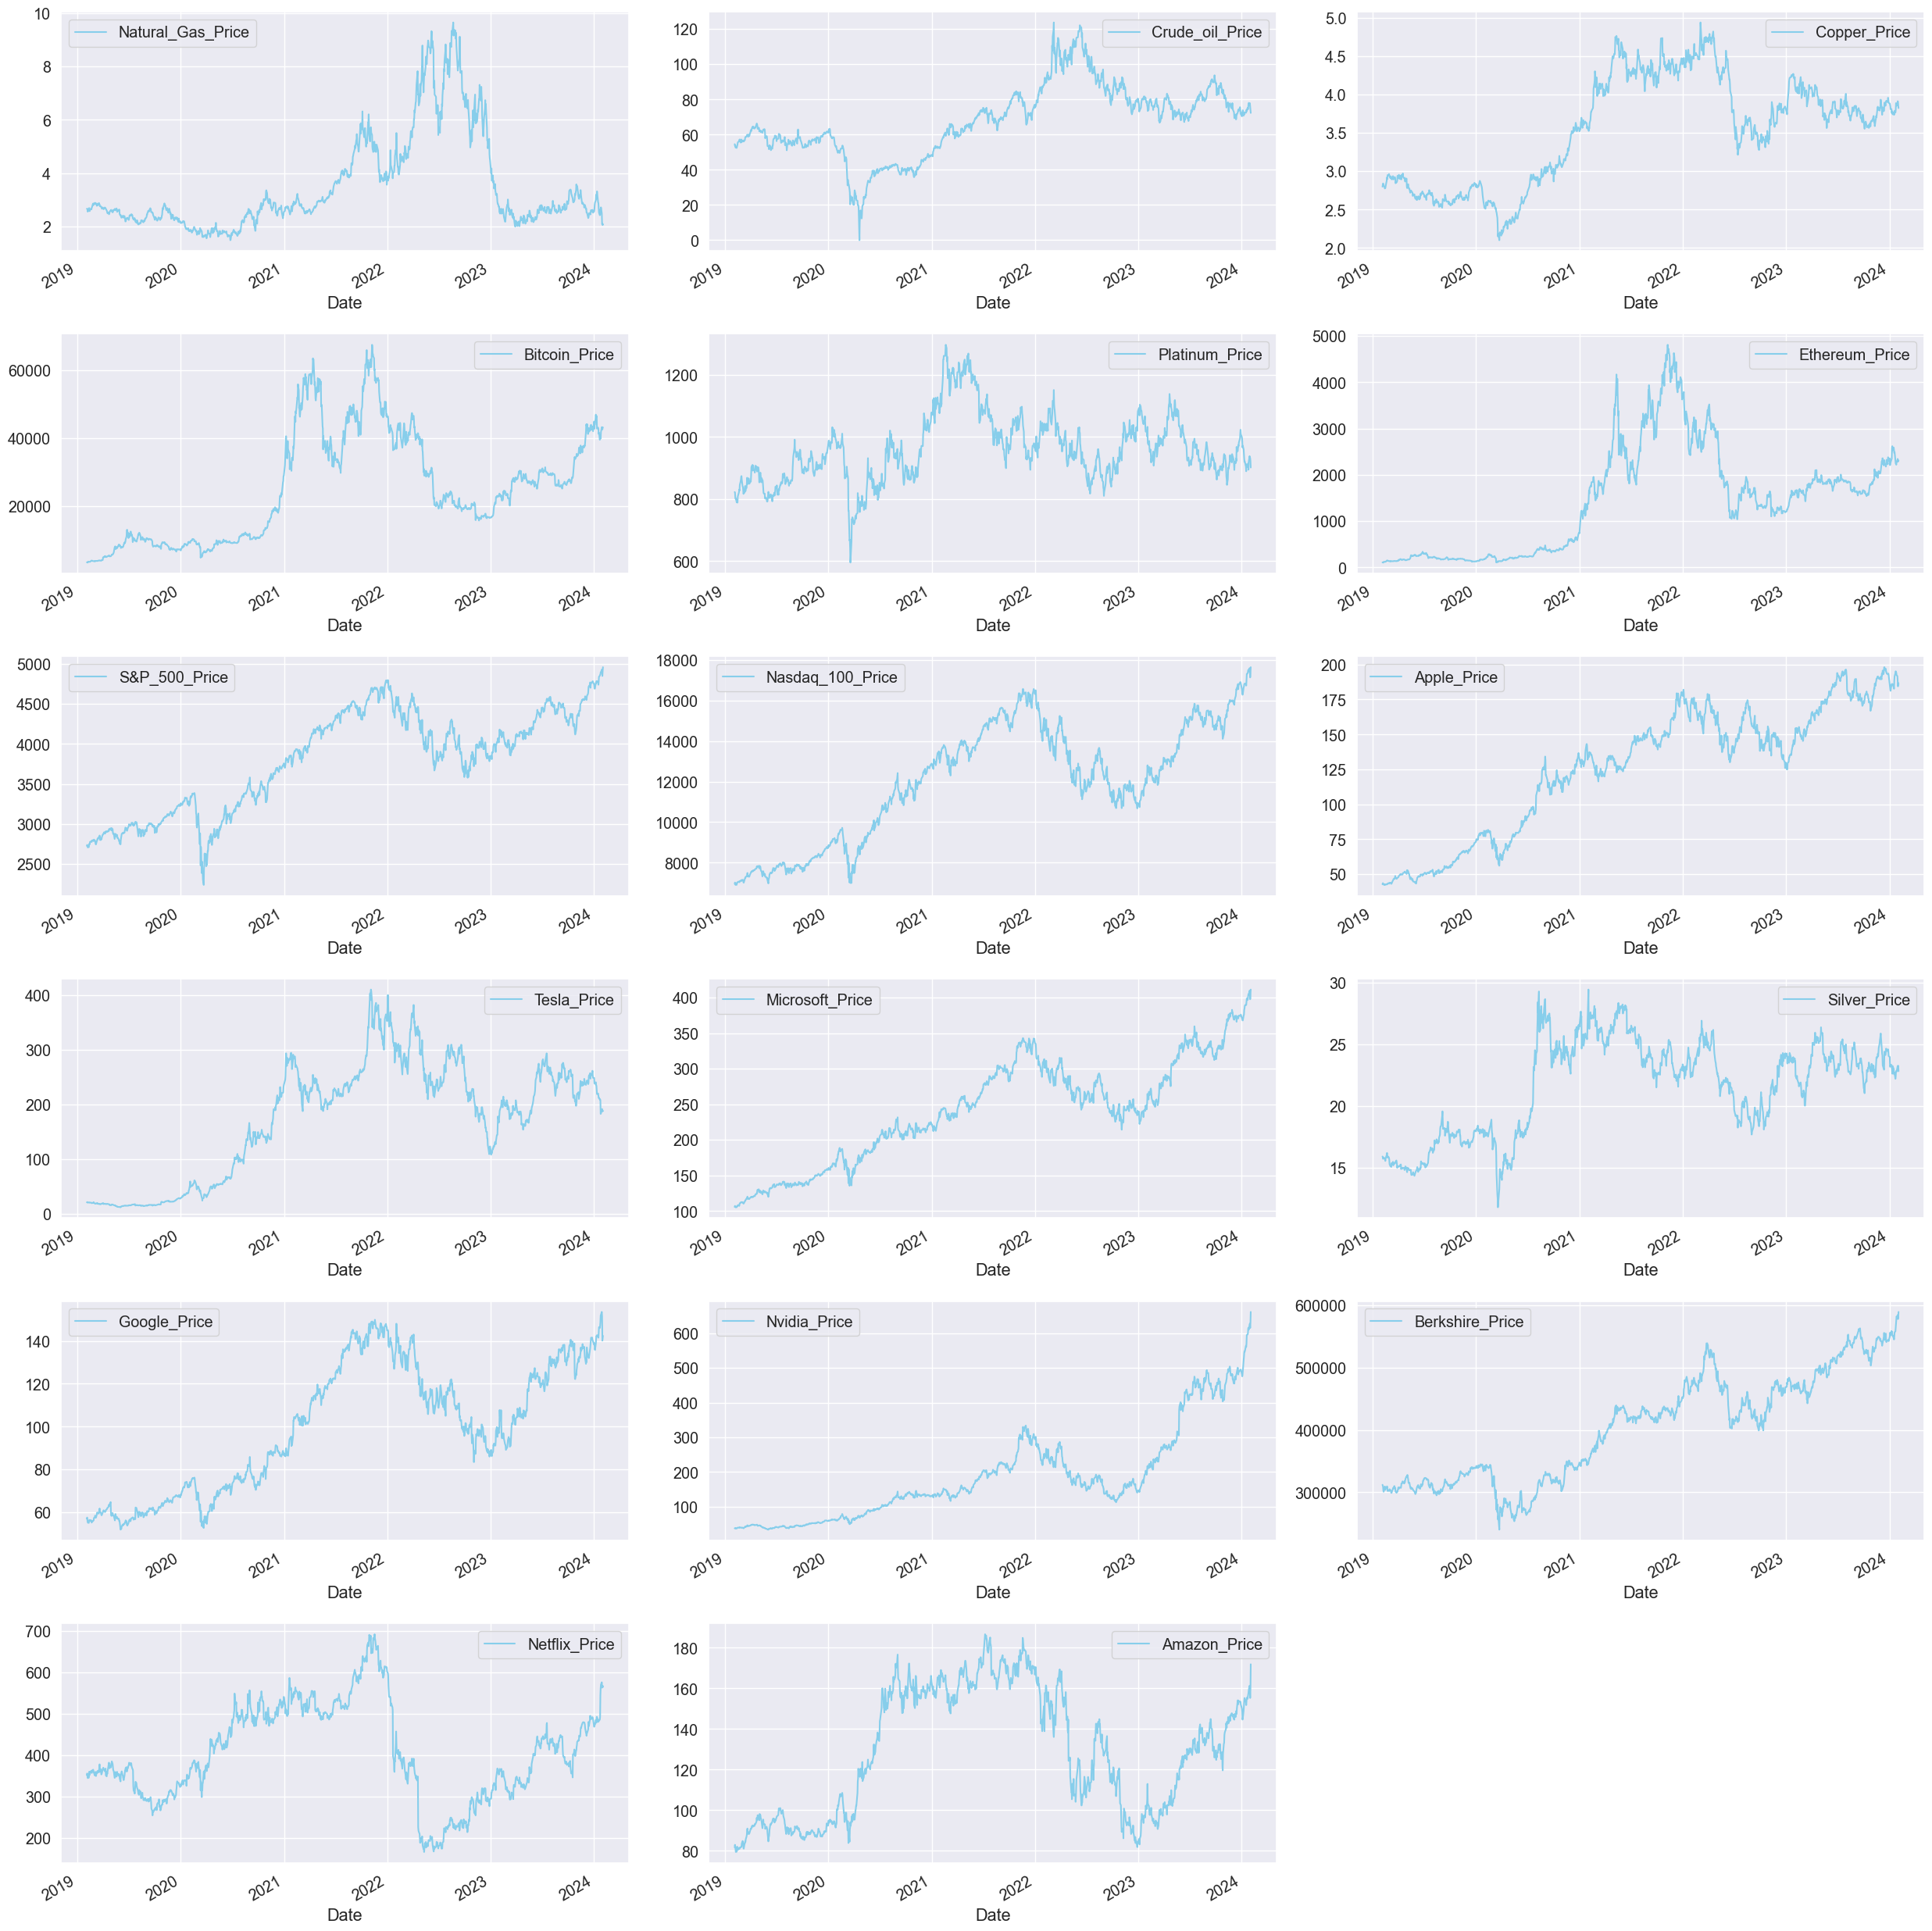 Natural_Gas_Price
10
8
6
4
2
2019 2020 2021 2022 2023 2024
Date
Crude_oil_Price
120
100
80
60
40
20
0
2019 2020 2021 2022 2023 2024
Date
Copper_Price
5.0
4.5
4.0
3.5
3.0
2.5
2.0
2019 2020 2021 2022 2023 2024
Date
Bitcoin_Price
60000
40000
20000
2019 2020 2021 2022 2023 2024
Date
Platinum_Price
1200
1000
800
600
2019 2020 2021 2022 2023 2024
Date
Ethereum_Price
5000
4000
3000
2000
1000
0
2019 2020 2021 2022 2023 2024
Date
S&P_500_Price
5000
4500
4000
3500
3000
2500
2019 2020 2021 2022 2023 2024
Date
Nasdaq_100_Price
18000
16000
14000
12000
10000
8000
2019 2020 2021 2022 2023 2024
Date
Apple_Price
200
175
150
125
100
75
50
2019 2020 2021 2022 2023 2024
Date
Tesla_Price
400
300
200
100
0
2019 2020 2021 2022 2023 2024
Date
Microsoft_Price
400
350
300
250
200
150
100
2019 2020 2021 2022 2023 2024
Date
Silver_Price
30
25
20
15
2019 2020 2021 2022 2023 2024
Date
Google_Price
140
120
100
80
60
2019 2020 2021 2022 2023 2024
Date
Nvidia_Price
600
500
400
300
200
100
2019 2020 2021 2022 2023 2024
Date
Berkshire_Price
600000
500000
400000
300000
2019 2020 2021 2022 2023 2024
Date
Netflix_Price
700
600
500
400
300
200
2019 2020 2021 2022 2023 2024
Date
Amazon_Price
180
160
140
120
100
80
2019 2020 2021 2022 2023 2024
Date